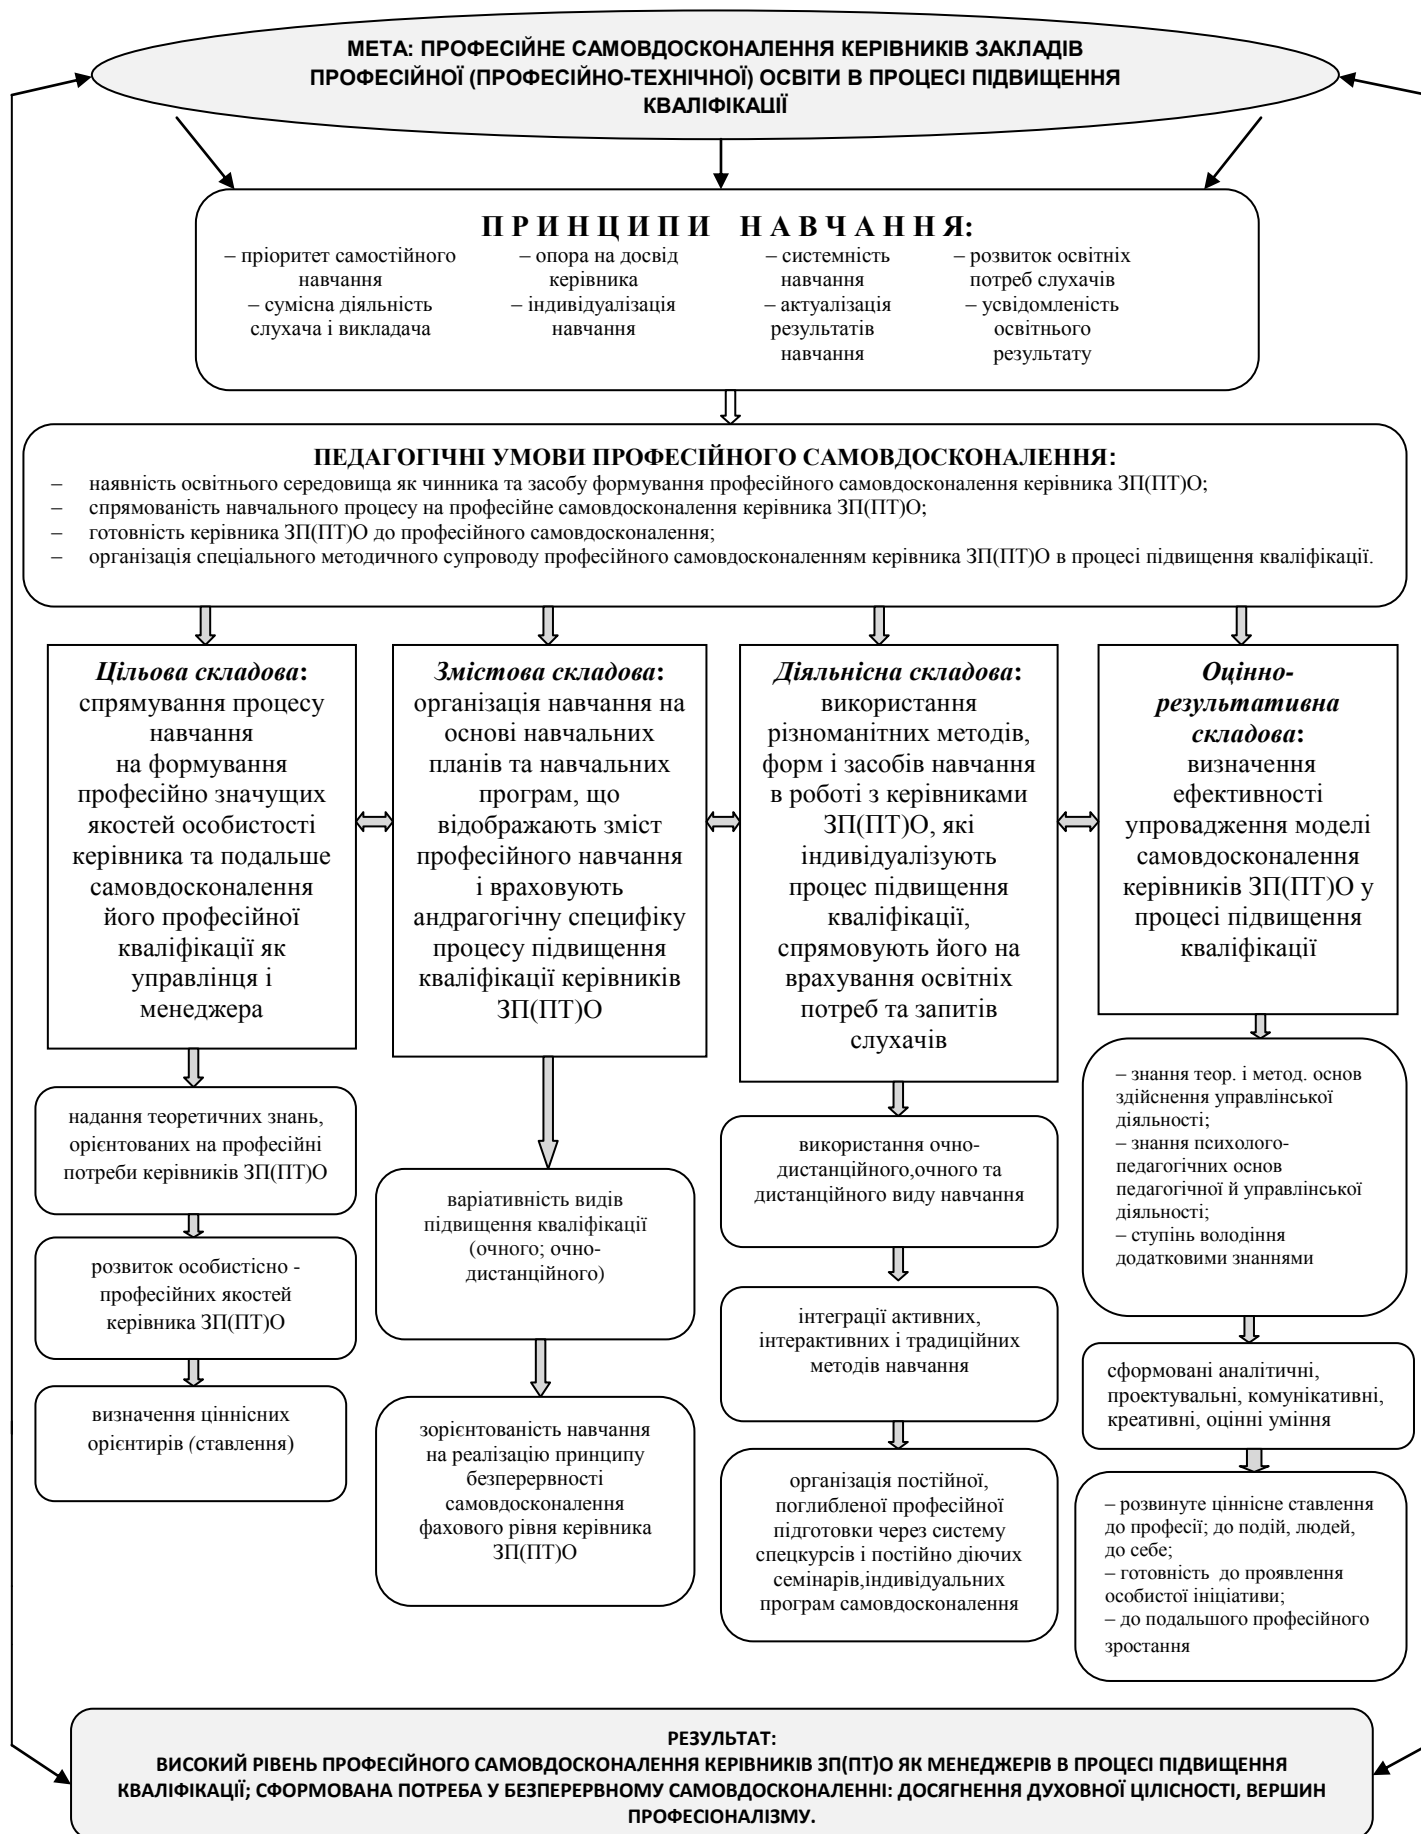 МЕТА: ПРОФЕСІЙНЕ САМОВДОСКОНАЛЕННЯ КЕРІВНИКІВ ЗАКЛАДІВ
ПРОФЕСІЙНОЇ (ПРОФЕСІЙНО-ТЕХНІЧНОЇ) ОСВІТИ В ПРОЦЕСІ ПІДВИЩЕННЯ
КВАЛІФІКАЦІЇ
П Р И Н Ц И П И Н А В Ч А Н Н Я:
– пріоритет самостійного
навчання
– сумісна діяльність
слухача і викладача
– опора на досвід
керівника
– індивідуалізація
навчання
– системність
навчання
– актуалізація
результатів
навчання
– розвиток освітніх
потреб слухачів
– усвідомленість
освітнього
результату
ПЕДАГОГІЧНІ УМОВИ ПРОФЕСІЙНОГО САМОВДОСКОНАЛЕННЯ:
– наявність освітнього середовища як чинника та засобу формування професійного самовдосконалення керівника ЗП(ПТ)О;
– спрямованість навчального процесу на професійне самовдосконалення керівника ЗП(ПТ)О;
– готовність керівника ЗП(ПТ)О до професійного самовдосконалення;
– організація спеціального методичного супроводу професійного самовдосконаленням керівника ЗП(ПТ)О в процесі підвищення кваліфікації.
Цільова складова:
спрямування процесу
навчання
на формування
професійно значущих
якостей особистості
керівника та подальше
самовдосконалення
його професійної
кваліфікації як
управлінця і
менеджера
Змістова складова:
організація навчання на
основі навчальних
планів та навчальних
програм, що
відображають зміст
професійного навчання
і враховують
андрагогічну специфіку
процесу підвищення
кваліфікації керівників
ЗП(ПТ)О
Діяльнісна складова:
використання
різноманітних методів,
форм і засобів навчання
в роботі з керівниками
ЗП(ПТ)О, які
індивідуалізують
процес підвищення
кваліфікації,
спрямовують його на
врахування освітніх
потреб та запитів
слухачів
Оцінно-
результативна
складова:
визначення
ефективності
упровадження моделі
самовдосконалення
керівників ЗП(ПТ)О у
процесі підвищення
кваліфікації
надання теоретичних знань,
орієнтованих на професійні
потреби керівників ЗП(ПТ)О
розвиток особистісно -
професійних якостей
керівника ЗП(ПТ)О
визначення ціннісних
орієнтирів (ставлення)
варіативність видів
підвищення кваліфікації
(очного; очно-
дистанційного)
зорієнтованість навчання
на реалізацію принципу
безперервності
самовдосконалення
фахового рівня керівника
ЗП(ПТ)О
використання очно-
дистанційного,очного та
дистанційного виду навчання
інтеграції активних,
інтерактивних і традиційних
методів навчання
організація постійної,
поглибленої професійної
підготовки через систему
спецкурсів і постійно діючих
семінарів,індивідуальних
програм самовдосконалення
– знання теор. і метод. основ
здійснення управлінської
діяльності;
– знання психолого-
педагогічних основ
педагогічної й управлінської
діяльності;
– ступінь володіння
додатковими знаннями
сформовані аналітичні,
проектувальні, комунікативні,
креативні, оцінні уміння
– розвинуте ціннісне ставлення
до професії; до подій, людей,
до себе;
– готовність до проявлення
особистої ініціативи;
– до подальшого професійного
зростання
РЕЗУЛЬТАТ:
ВИСОКИЙ РІВЕНЬ ПРОФЕСІЙНОГО САМОВДОСКОНАЛЕННЯ КЕРІВНИКІВ ЗП(ПТ)О ЯК МЕНЕДЖЕРІВ В ПРОЦЕСІ ПІДВИЩЕННЯ
КВАЛІФІКАЦІЇ; СФОРМОВАНА ПОТРЕБА У БЕЗПЕРЕРВНОМУ САМОВДОСКОНАЛЕННІ: ДОСЯГНЕННЯ ДУХОВНОЇ ЦІЛІСНОСТІ, ВЕРШИН
ПРОФЕСІОНАЛІЗМУ.